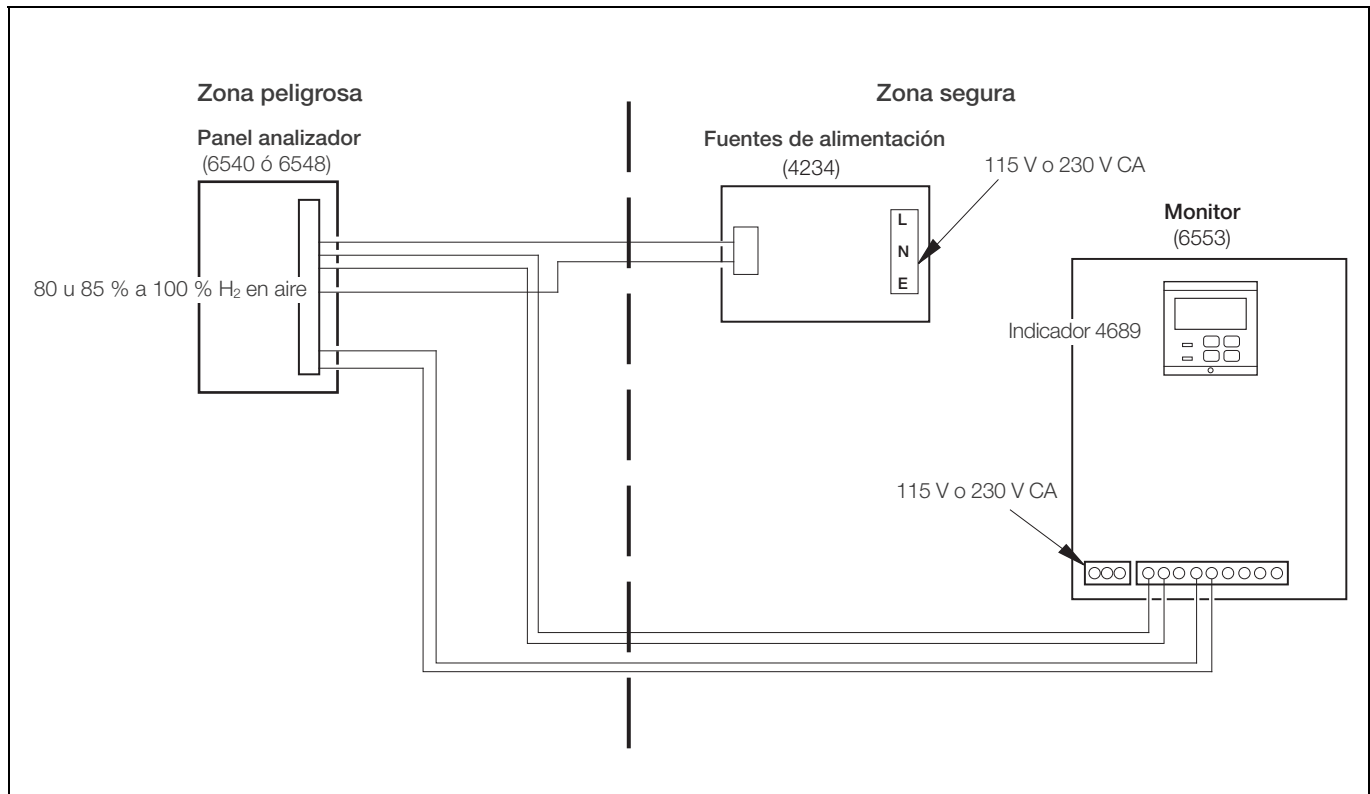 Zona peligrosa
Zona segura
Panel analizador
(6540 ó 6548)
Fuentes de alimentación
(4234)
115 V o 230 V CA
L
N
E
Monitor
(6553)
80 u 85 % a 100 % H₂ en aire
Indicador 4689
115 V o 230 V CA